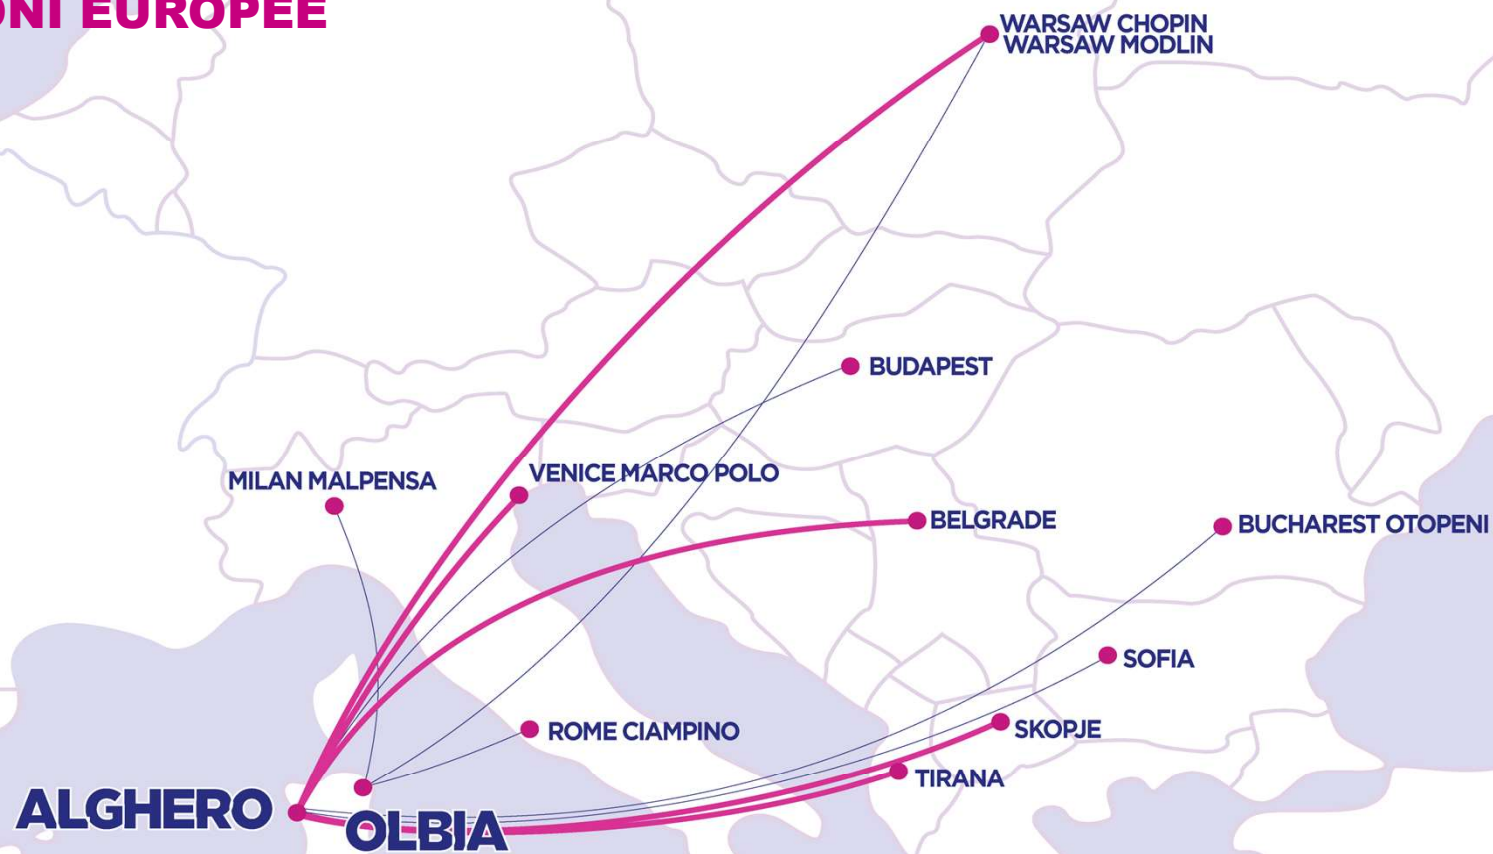 ONI EUROPEE
WARSAW CHOPIN
WARSAW MODLIN
BUDAPEST
MILAN MALPENSA
VENICE MARCO POLO
BELGRADE
BUCHAREST OTOPENI
SOFIA
ROME CIAMPINO
SKOPJE
TIRANA
ALGHERO
OLBIA